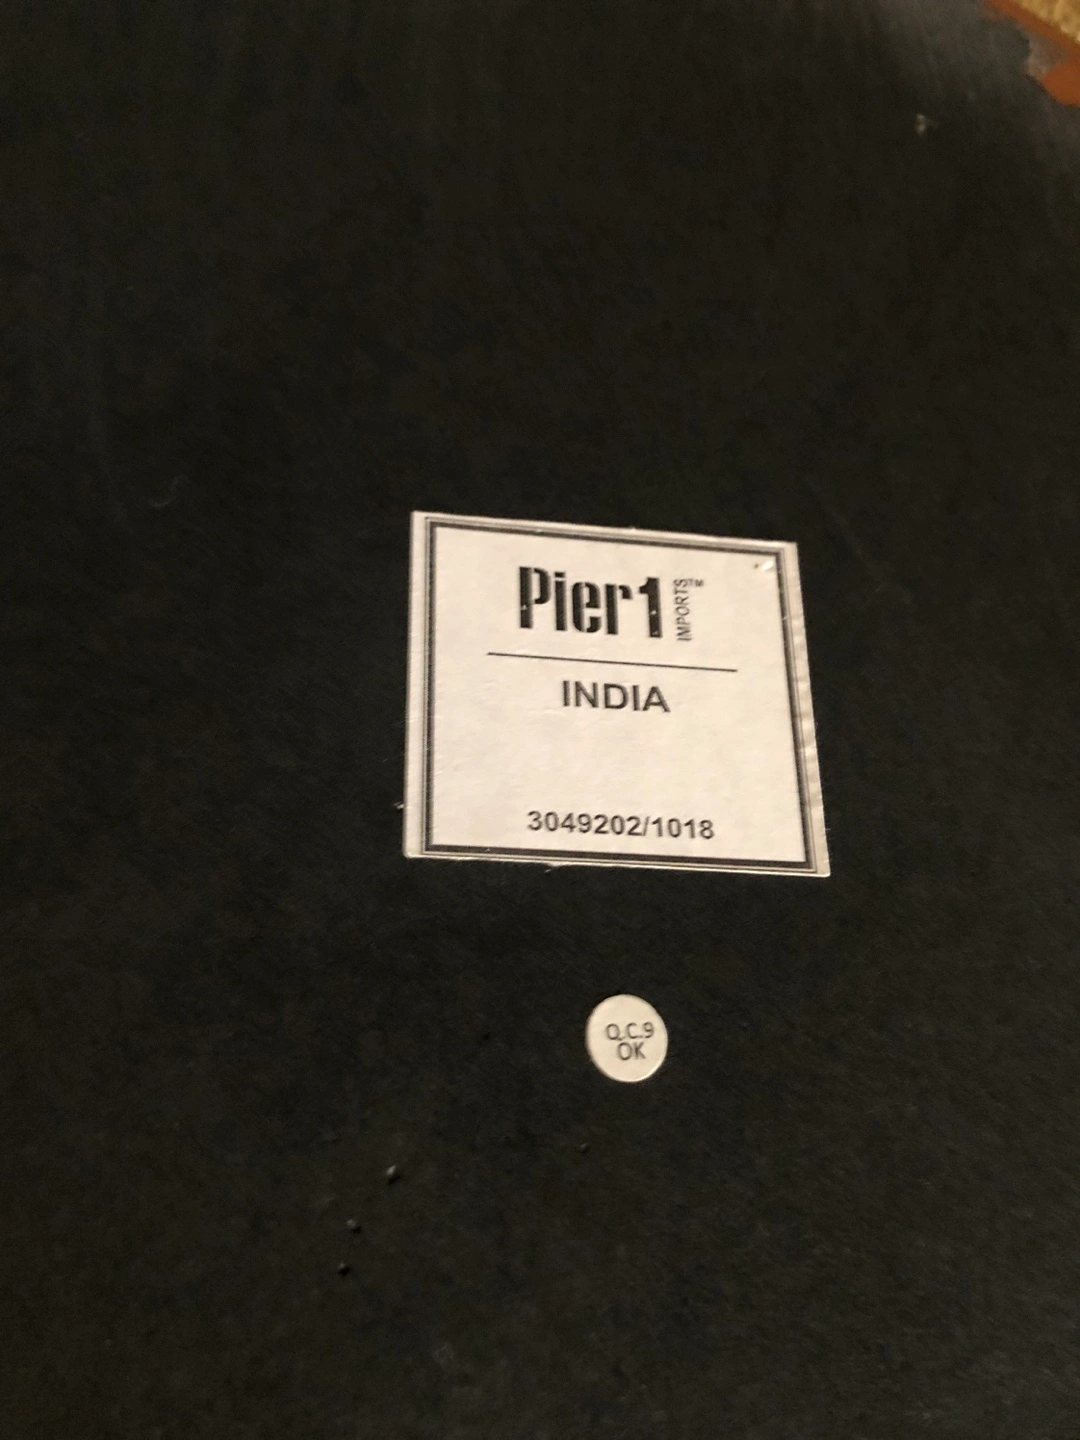 Pier1 IMPORTS™
INDIA
3049202/1018
Q.C.9
OK